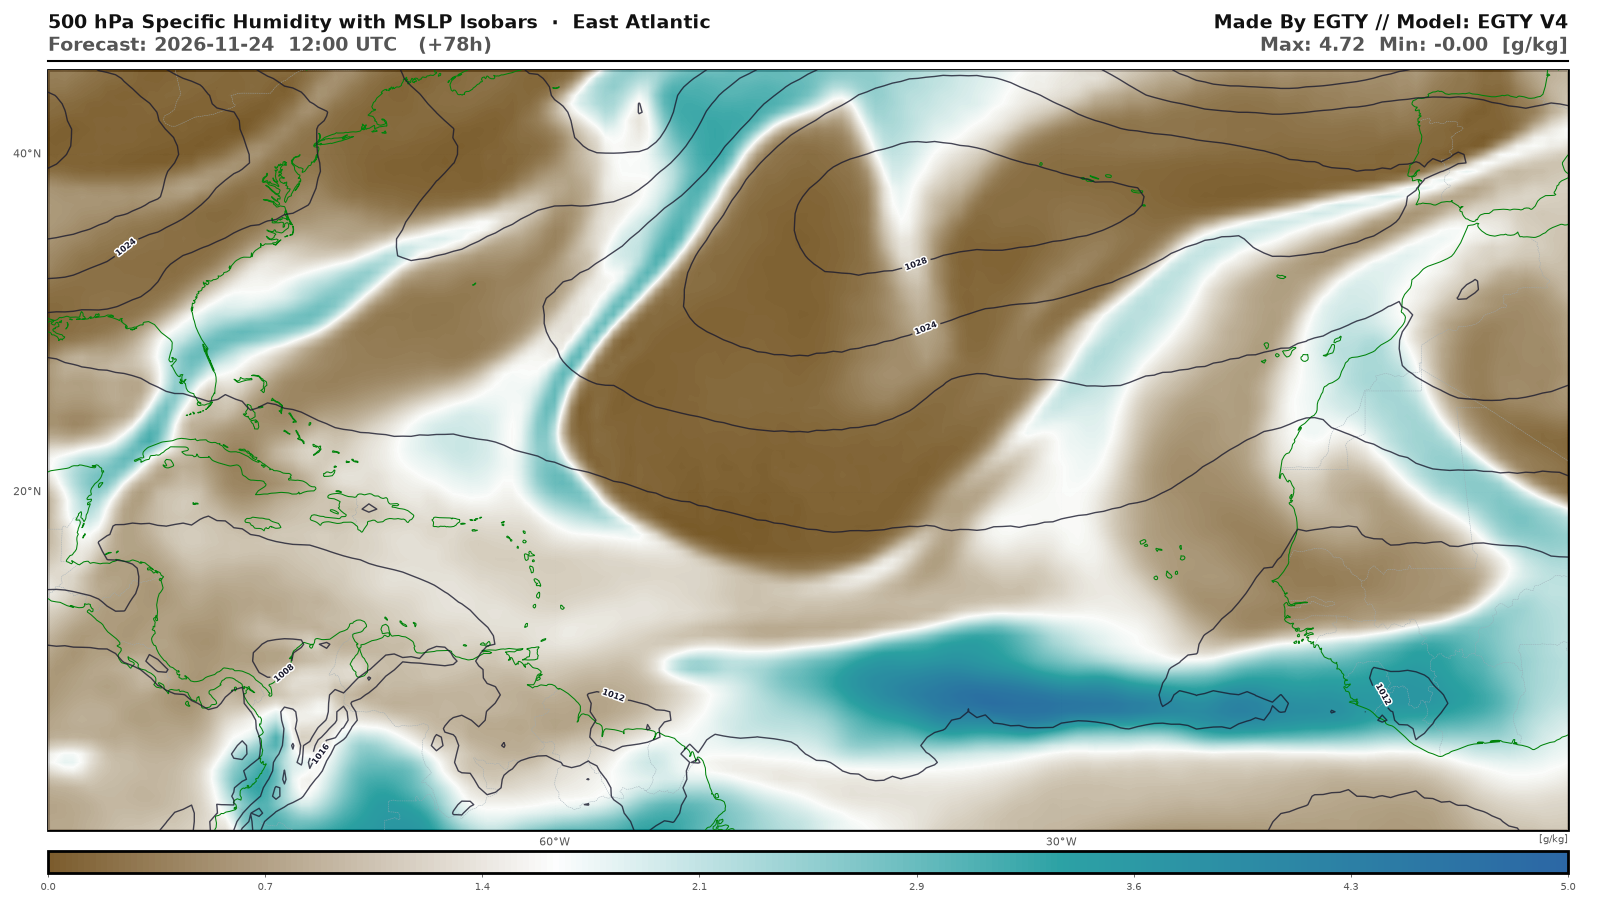 500 hPa Specific Humidity with MSLP Isobars · East Atlantic
Made By EGTY // Model: EGTY V4
Forecast: 2026-11-24 12:00 UTC (+78h)
Max: 4.72 Min: -0.00 [g/kg]
40°N
1024
1028
1024
20°N
1008
1012
1012
1016
60°W
30°W
[g/kg]
0.0
0.7
1.4
2.1
2.9
3.6
4.3
5.0